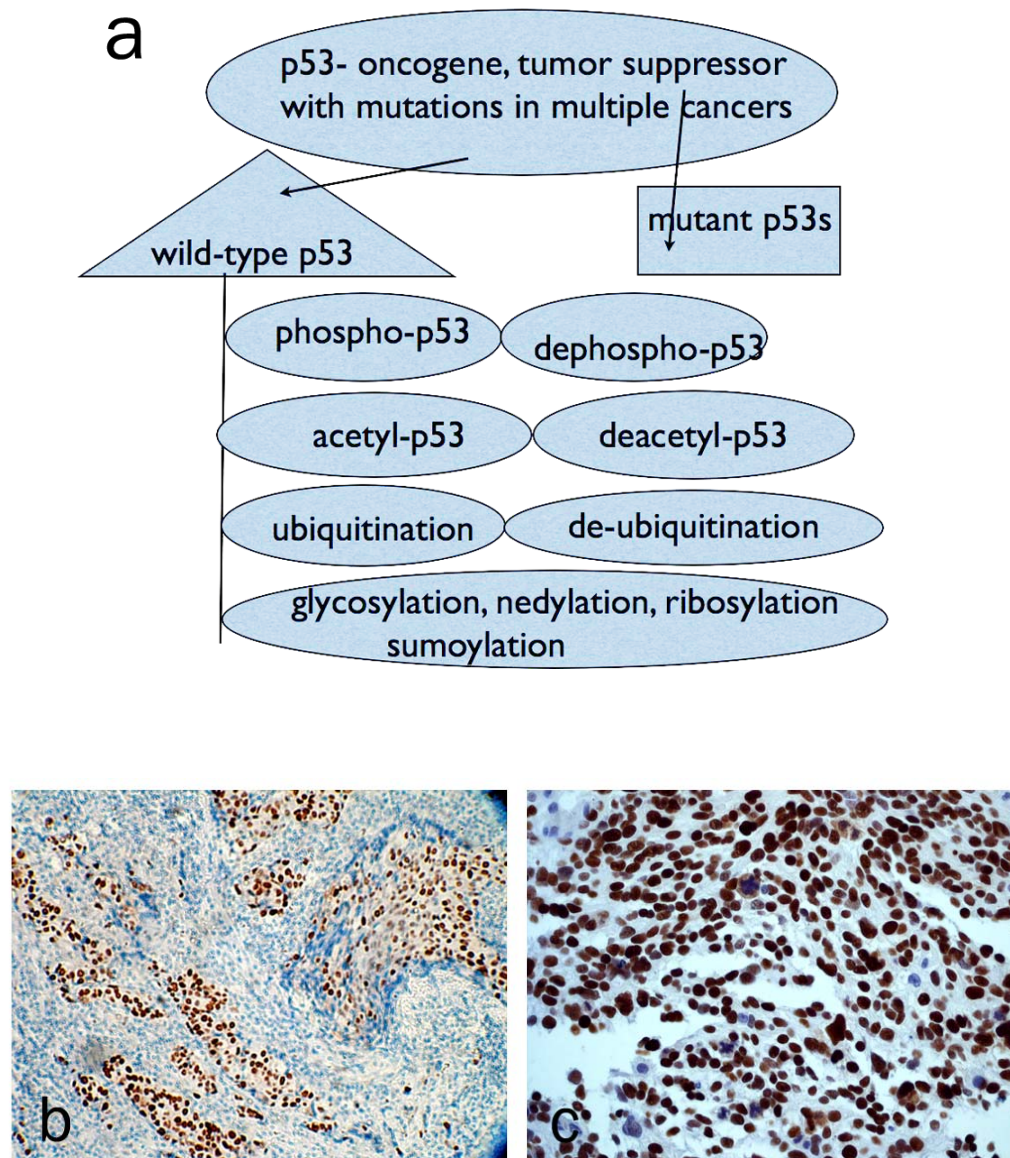 a
p53- oncogene, tumor suppressor
with mutations in multiple cancers
wild-type p53
mutant p53s
phospho-p53
dephospho-p53
acetyl-p53
deacetyl-p53
ubiquitination
de-ubiquitination
glycosylation, nedylation, ribosylation
sumoylation
b
c